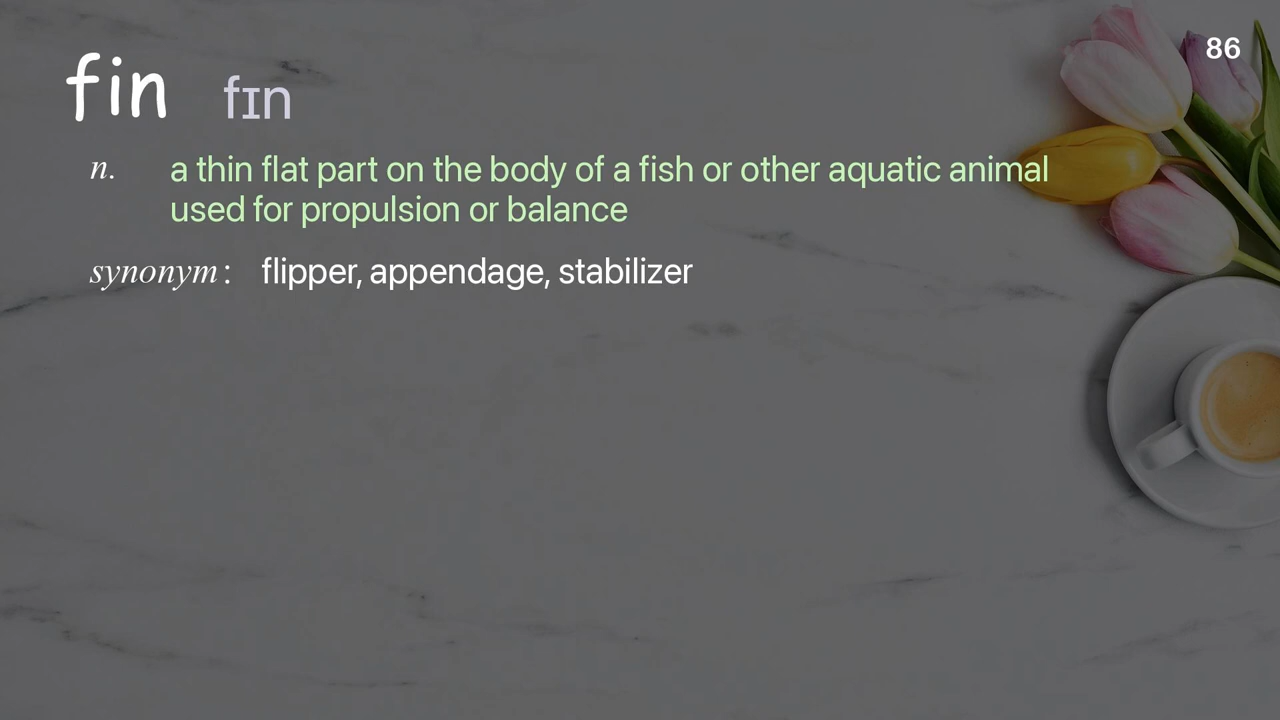 86
fin fɪn
n. a thin flat part on the body of a fish or other aquatic animal
used for propulsion or balance
synonym: flipper, appendage, stabilizer